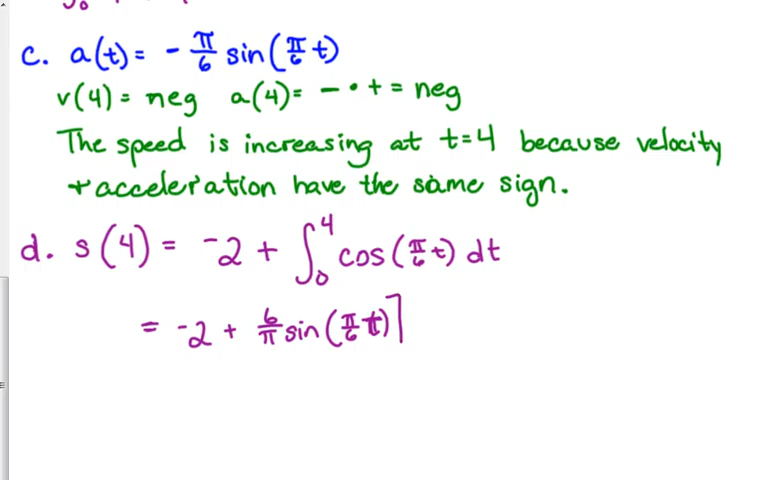 c. a(t) = - π/6 sin(π/6 t)
v(4) = neg a(4) = - • + = neg
The speed is increasing at t=4 because velocity
+ acceleration have the same sign.
d. s(4) = -2 + ∫₀⁴ cos(π/6 t) dt
= -2 + 6/π sin(π/6 t)]